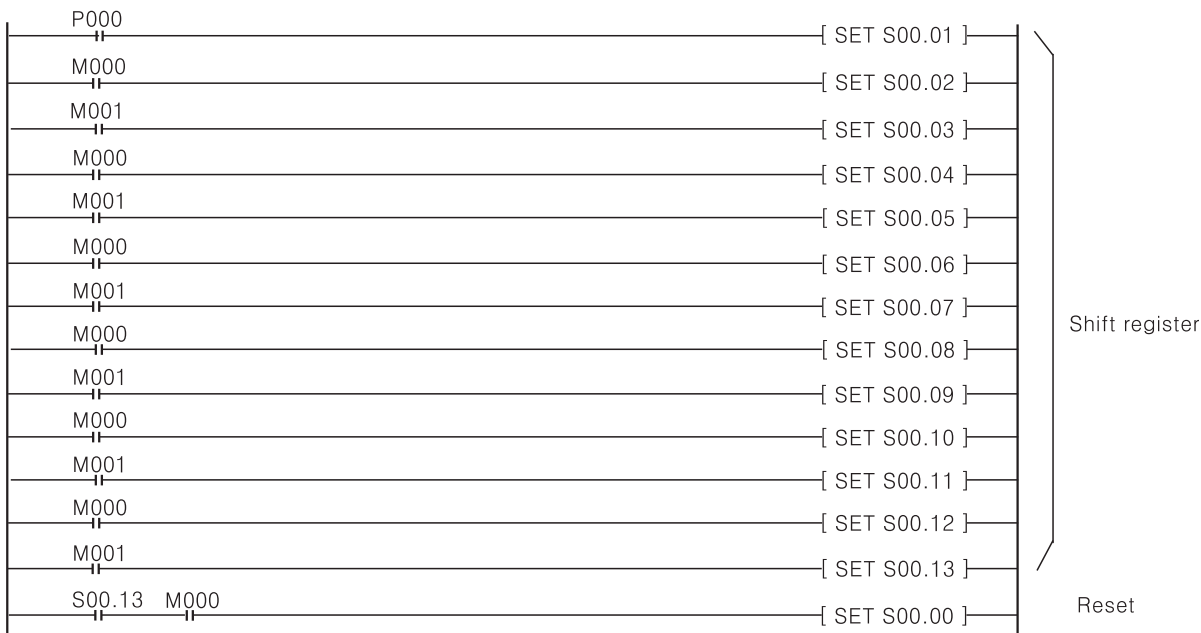 P000
[ SET S00.01 ]
M000
[ SET S00.02 ]
M001
[ SET S00.03 ]
M000
[ SET S00.04 ]
M001
[ SET S00.05 ]
M000
[ SET S00.06 ]
M001
[ SET S00.07 ]
Shift register
M000
[ SET S00.08 ]
M001
[ SET S00.09 ]
M000
[ SET S00.10 ]
M001
[ SET S00.11 ]
M000
[ SET S00.12 ]
M001
[ SET S00.13 ]
S00.13 M000
[ SET S00.00 ]
Reset